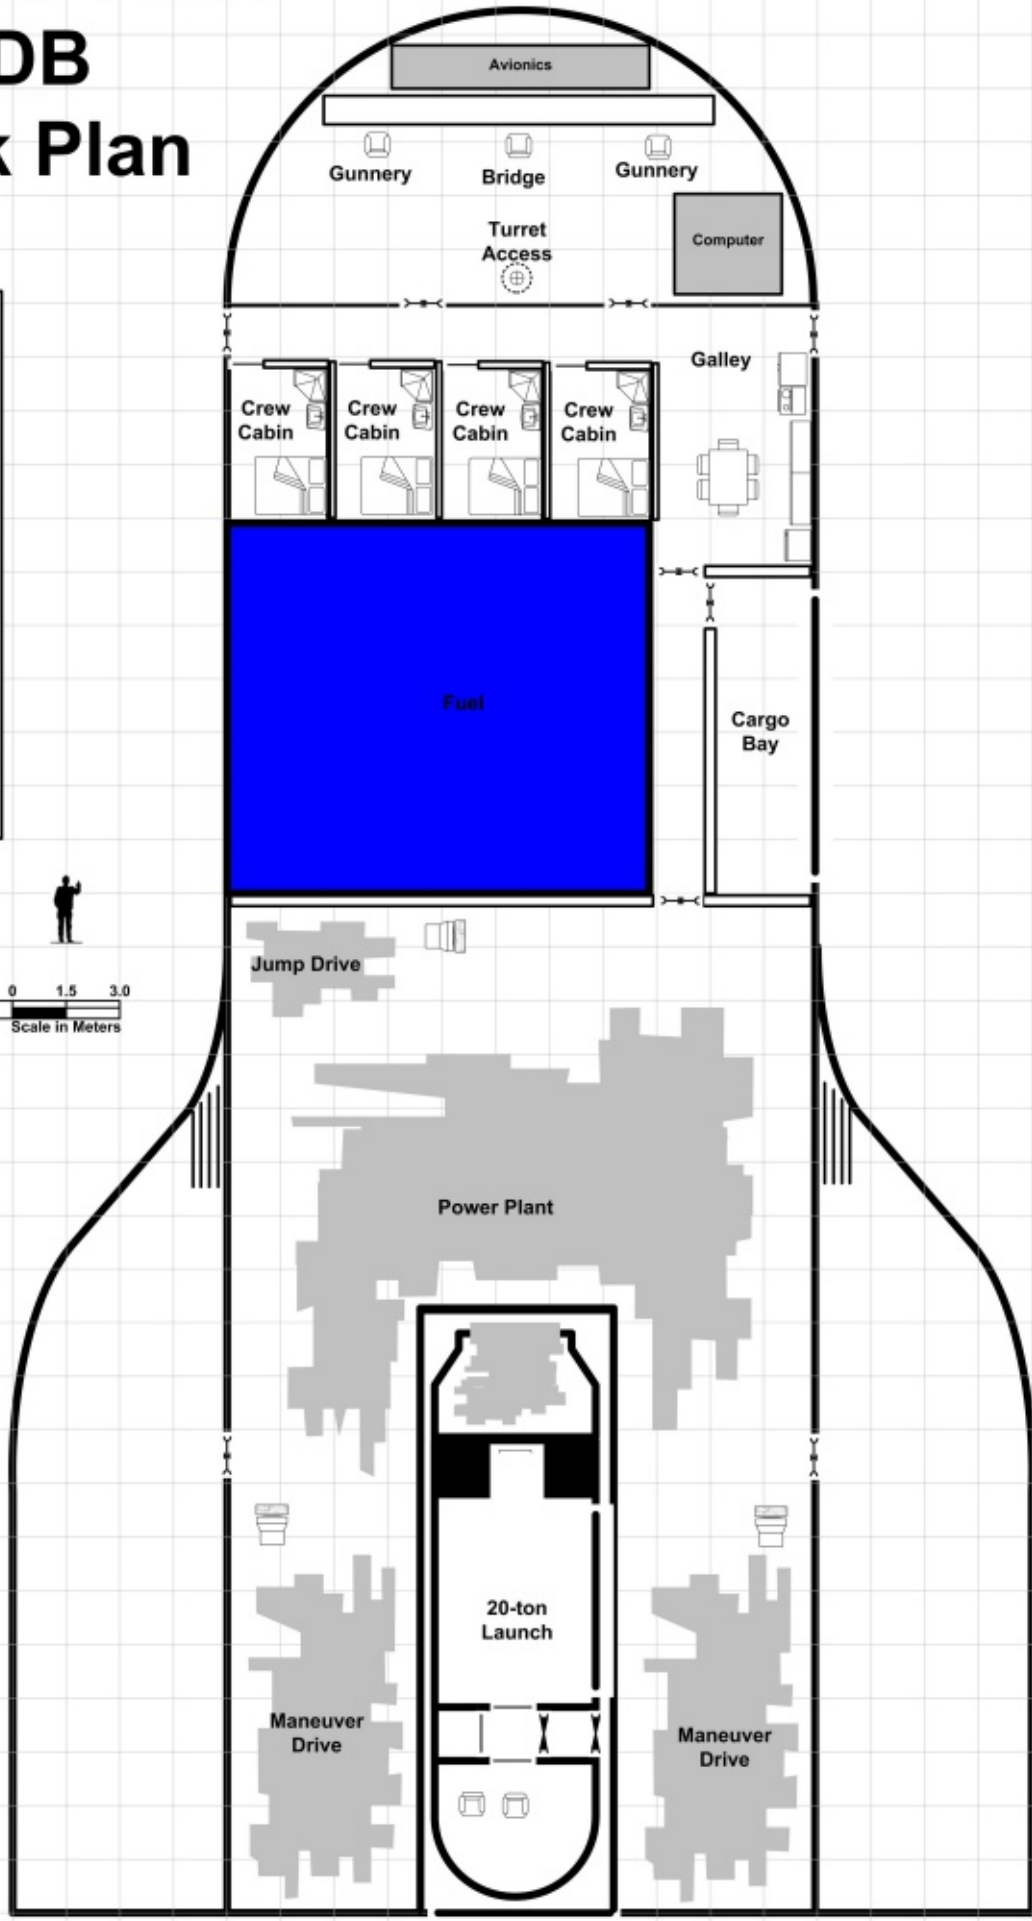 DB
k Plan
Avionics
Gunnery
Bridge
Gunnery
Turret
Access
Computer
Galley
Crew
Cabin
Crew
Cabin
Crew
Cabin
Crew
Cabin
Fuel
Cargo
Bay
0 1.5 3.0
Scale in Meters
Jump Drive
Power Plant
20-ton
Launch
Maneuver
Drive
Maneuver
Drive